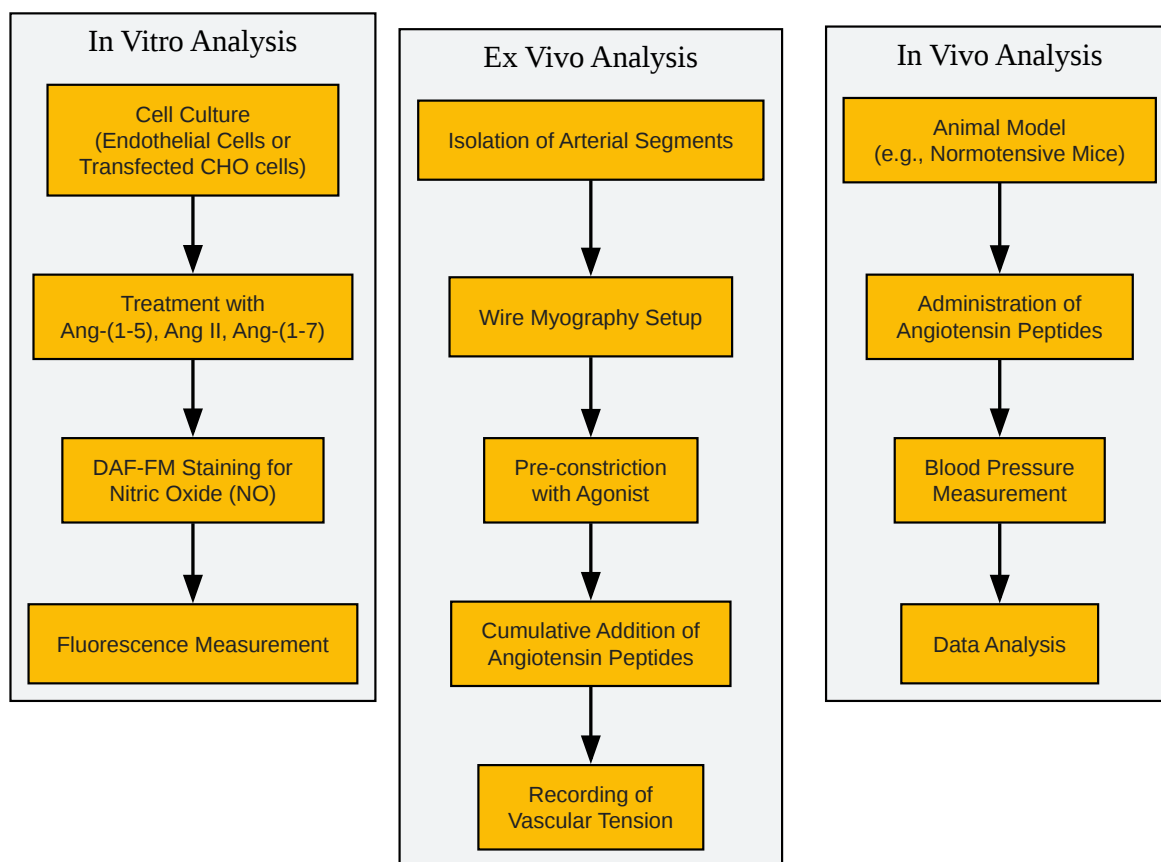 In Vitro Analysis
Cell Culture
(Endothelial Cells or
Transfected CHO cells)
Treatment with
Ang-(1-5), Ang II, Ang-(1-7)
DAF-FM Staining for
Nitric Oxide (NO)
Fluorescence Measurement
Ex Vivo Analysis
Isolation of Arterial Segments
Wire Myography Setup
Pre-constriction
with Agonist
Cumulative Addition of
Angiotensin Peptides
Recording of
Vascular Tension
In Vivo Analysis
Animal Model
(e.g., Normotensive Mice)
Administration of
Angiotensin Peptides
Blood Pressure
Measurement
Data Analysis